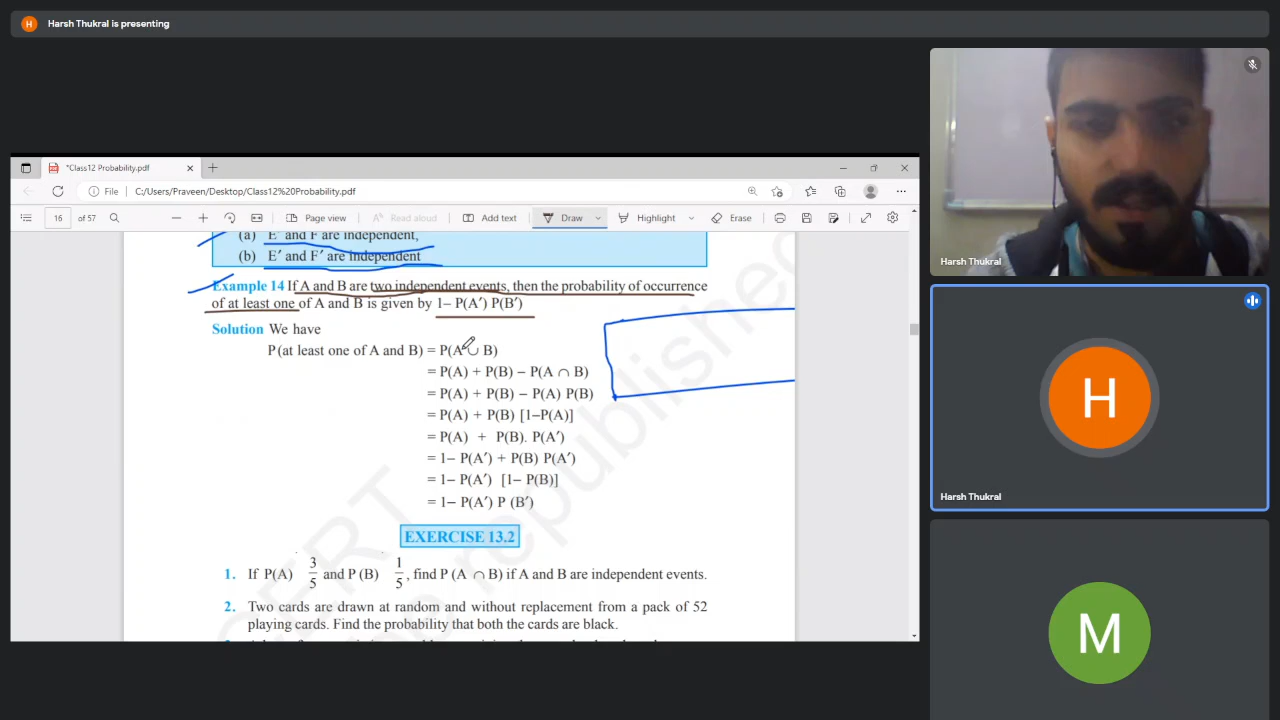 H Harsh Thukral is presenting
*Class12 Probability.pdf
File C:/Users/Praveen/Desktop/Class12%20Probability.pdf
16 of 57 Page view Read aloud Add text Draw Highlight Erase
(a) E′ and F are independent,
(b) E′ and F′ are independent
Example 14 If A and B are two independent events, then the probability of occurrence
of at least one of A and B is given by 1– P(A′) P(B′)
Solution We have
P(at least one of A and B) = P(A ∪ B)
= P(A) + P(B) − P(A ∩ B)
= P(A) + P(B) − P(A) P(B)
= P(A) + P(B) [1−P(A)]
= P(A) + P(B). P(A′)
= 1− P(A′) + P(B) P(A′)
= 1− P(A′) [1− P(B)]
= 1− P(A′) P (B′)
EXERCISE 13.2
1. If P(A) 3/5 and P (B) 1/5, find P (A ∩ B) if A and B are independent events.
2. Two cards are drawn at random and without replacement from a pack of 52
playing cards. Find the probability that both the cards are black.
Harsh Thukral
H
Harsh Thukral
M